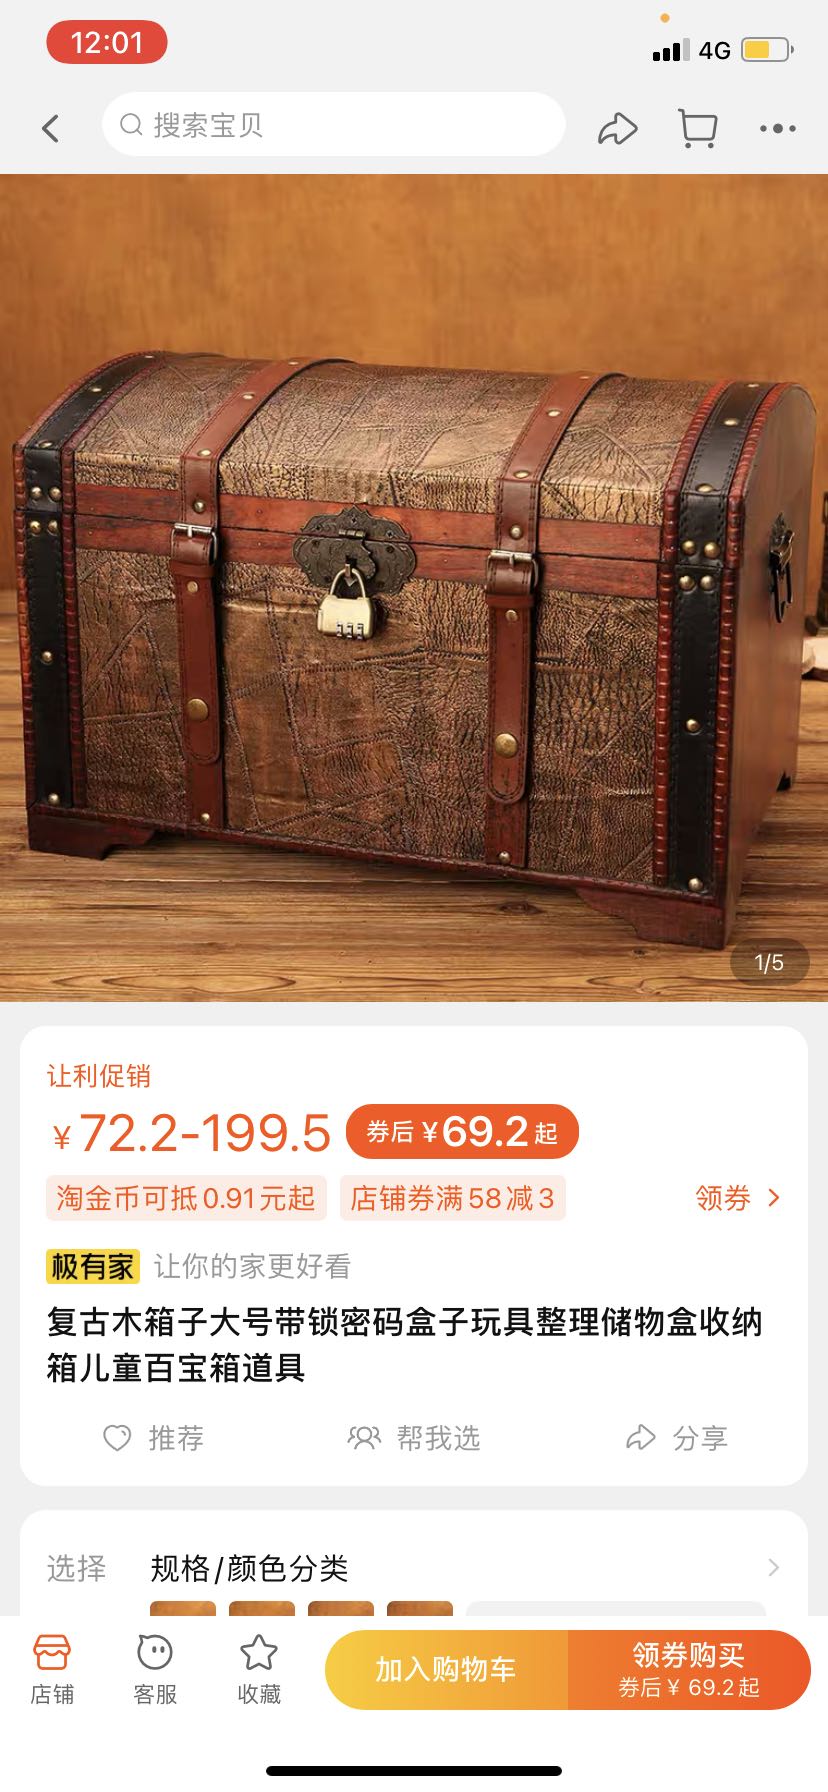 12:01
4G
搜索宝贝
1/5
让利促销
¥72.2-199.5 券后¥69.2起
淘金币可抵0.91元起 店铺券满58减3 领券
极有家 让你的家更好看
复古木箱子大号带锁密码盒子玩具整理储物盒收纳
箱儿童百宝箱道具
推荐 帮我选 分享
选择 规格/颜色分类
店铺 客服 收藏 加入购物车 领券购买
券后¥69.2起